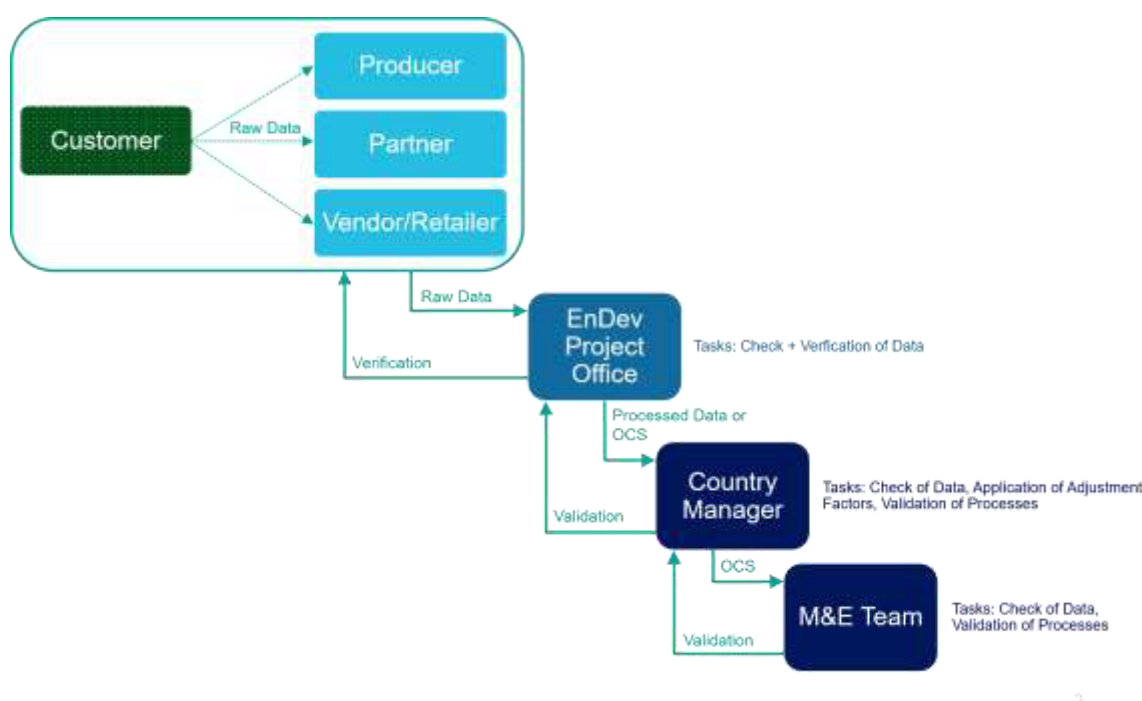 Producer
Customer
Raw Data
Partner
Vendor/Retailer
Raw Data
EnDev
Project
Office
Tasks: Check + Verfication of Data
Verification
Processed Data or
OCS
Country
Manager
Tasks: Check of Data, Application of Adjustment
Factors, Validation of Processes
Validation
OCS
M&E Team
Tasks: Check of Data,
Validation of Processes
Validation